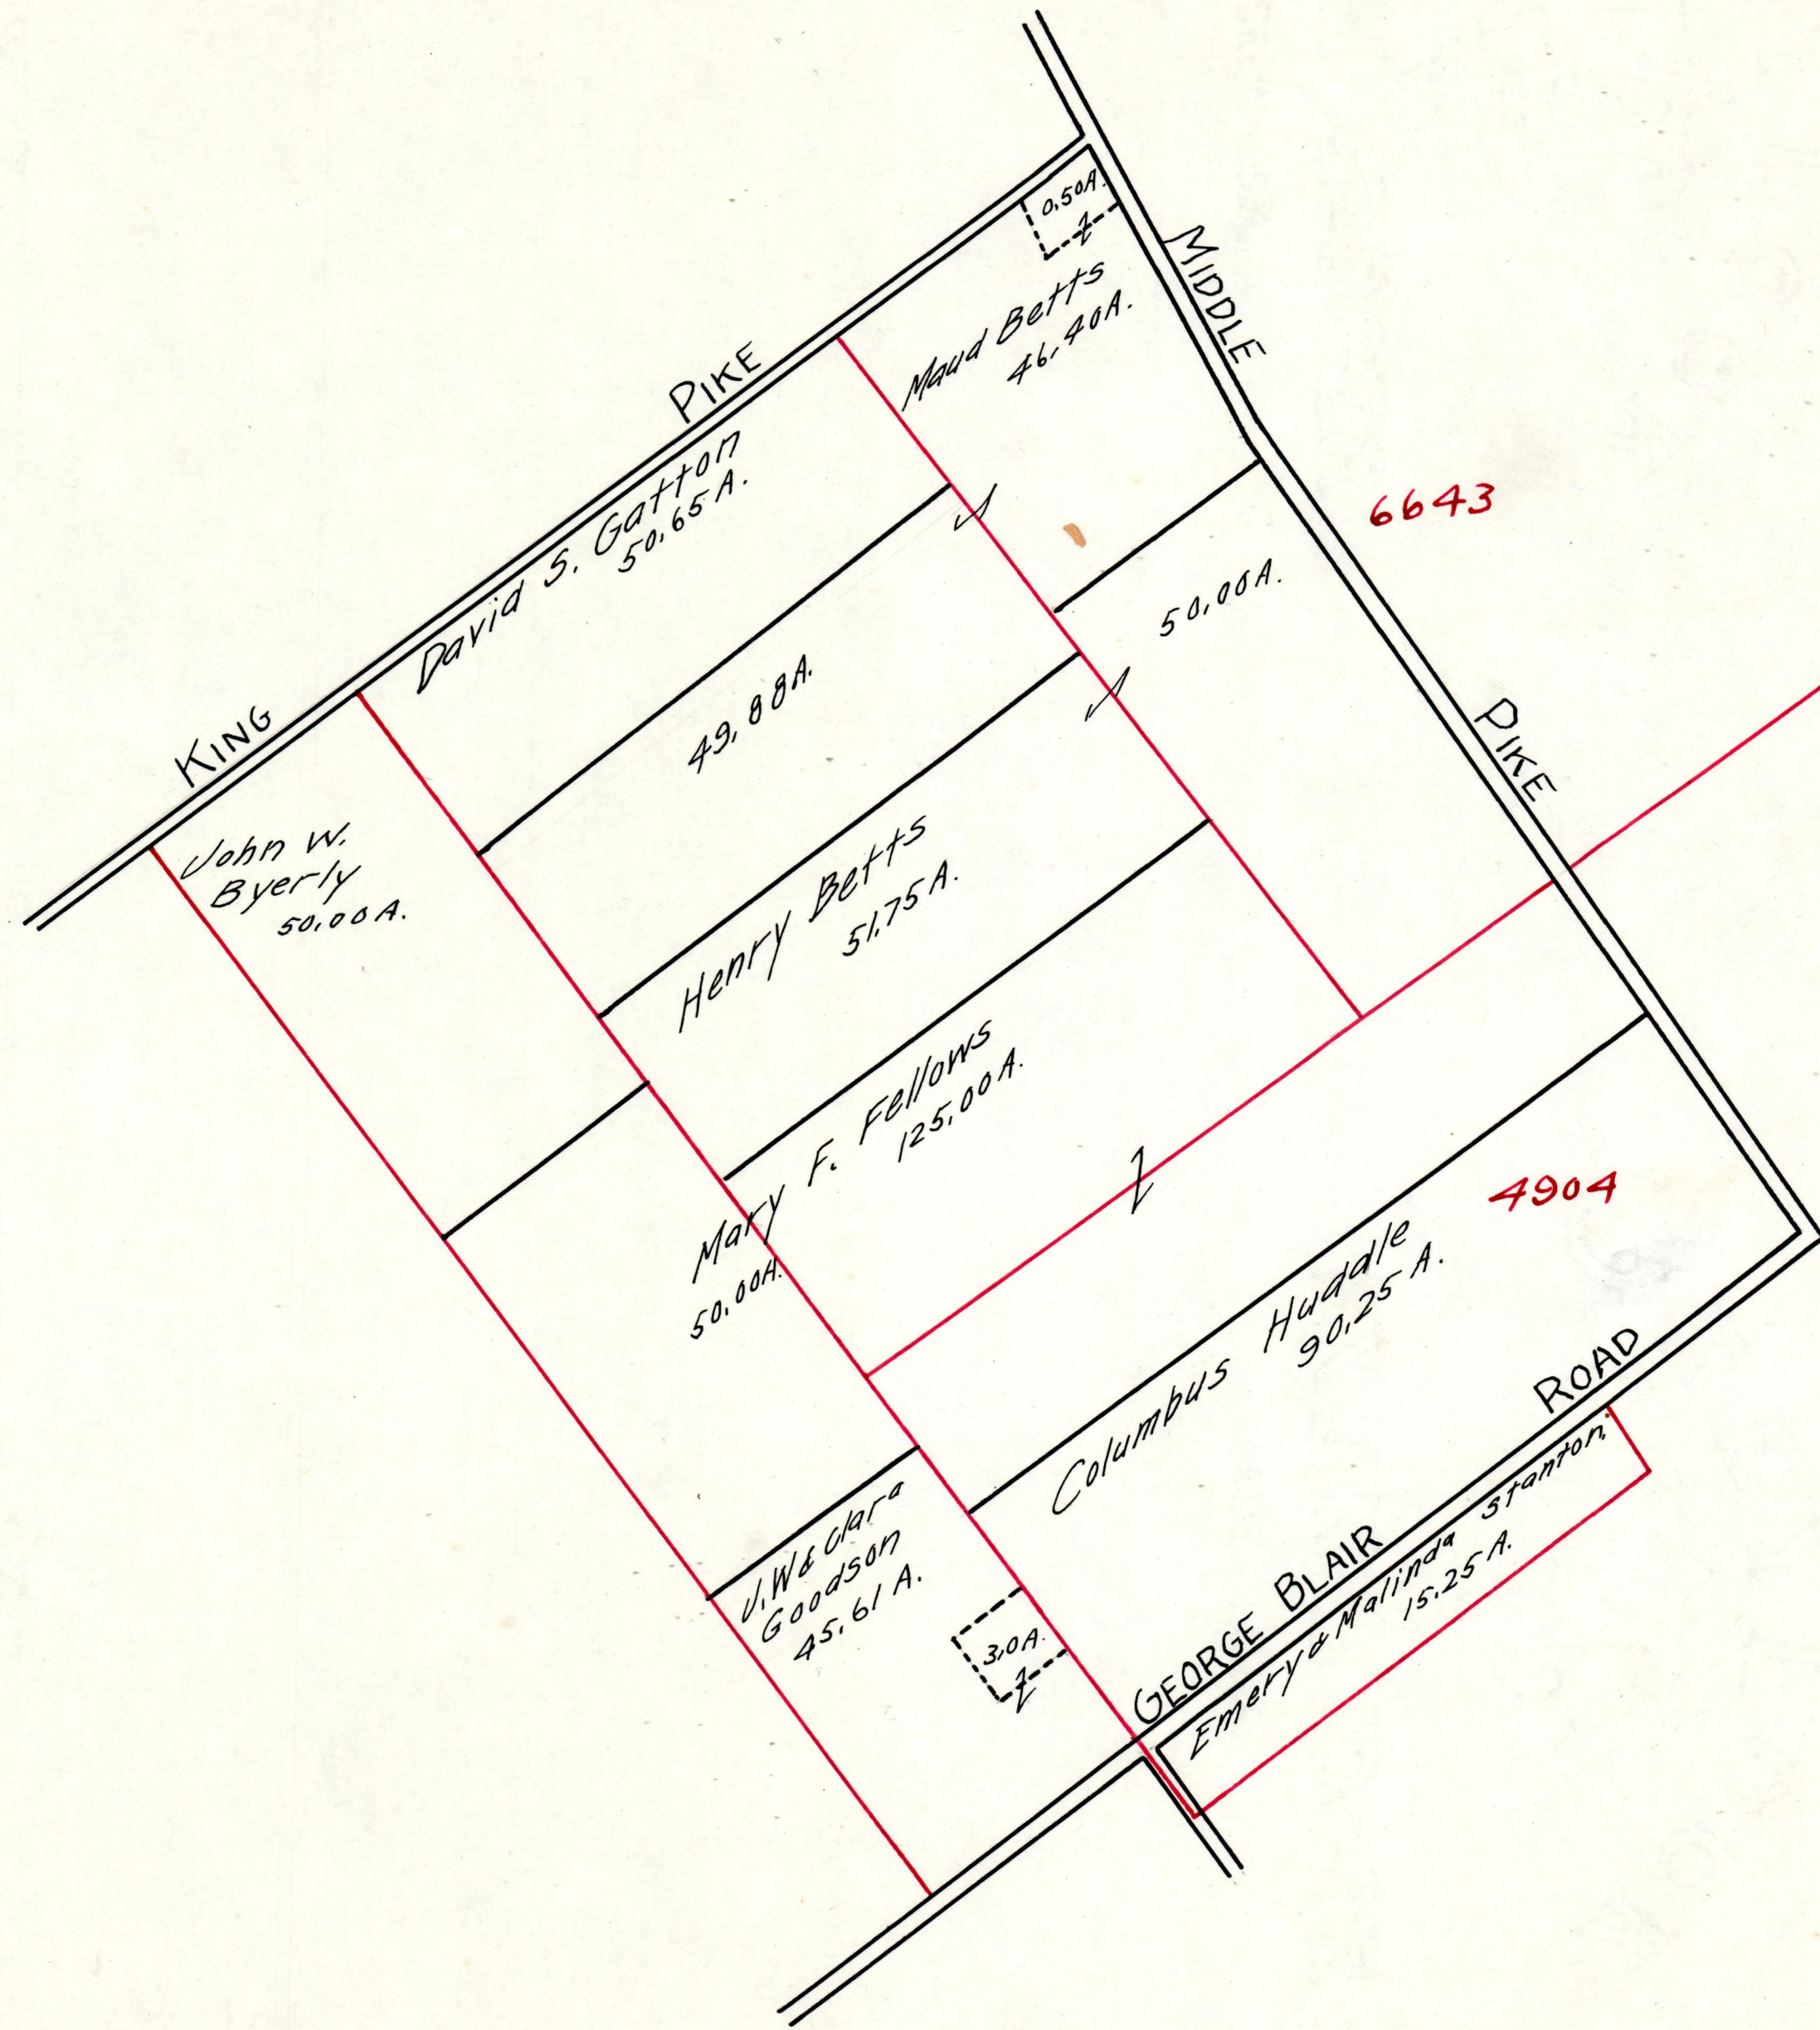 0.50A.
MIDDLE
PIKE
Maud Betts
46.40A.
PIKE
KING
David S. Gatton
50.65A.
6643
50.00A.
49.88A.
John W.
Byerly
50.00A.
Henry Betts
51.75A.
Mary F. Fellows
125.00A.
50.00A.
4904
Columbus Huddle
90.25A.
J.W & Clara
Goodson
45.61A.
3.0A.
GEORGE BLAIR ROAD
Emery & Malinda Stanton.
15.25A.